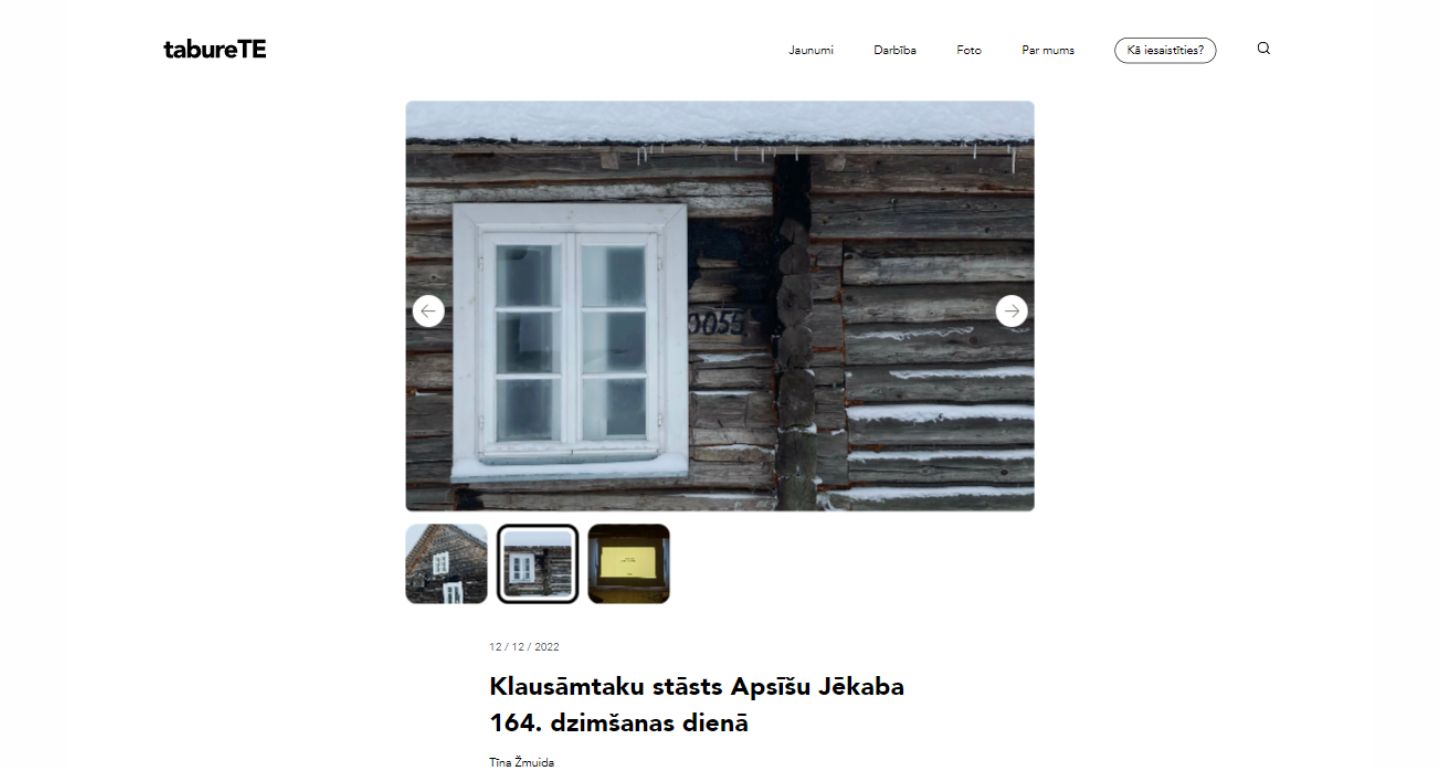 tabureTE
Jaunumi
Darbība
Foto
Par mums
Kā iesaistīties?
0055
12 / 12 / 2022
Klausāmtaku stāsts Apsīšu Jēkaba
164. dzimšanas dienā
Tīna Žmuida